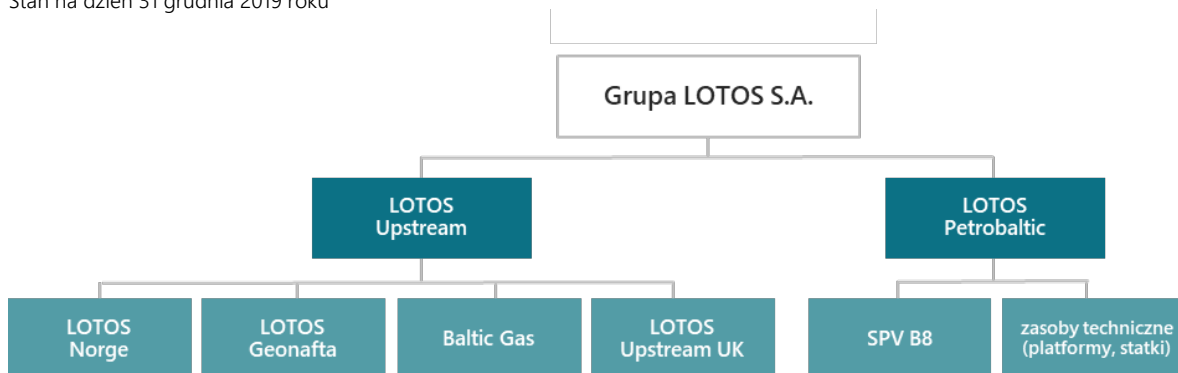 Stan na dzień 31 grudnia 2019 roku
Grupa LOTOS S.A.
LOTOS
Upstream
LOTOS
Petrobaltic
LOTOS
Norge
LOTOS
Geonafta
Baltic Gas
LOTOS
Upstream UK
SPV B8
zasoby techniczne
(platformy, statki)